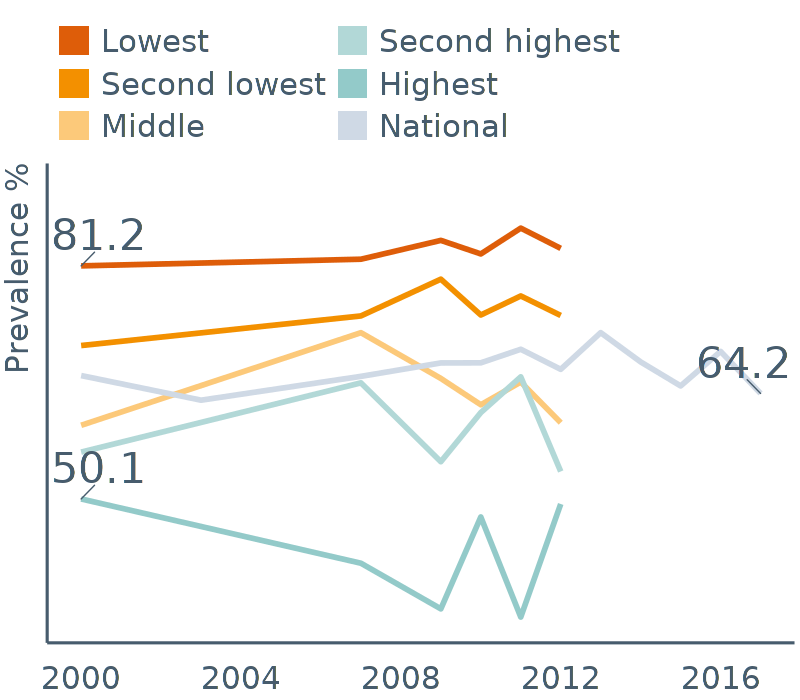 Lowest
Second highest
Second lowest
Highest
Middle
National
Prevalence %
81.2
64.2
50.1
2000
2004
2008
2012
2016